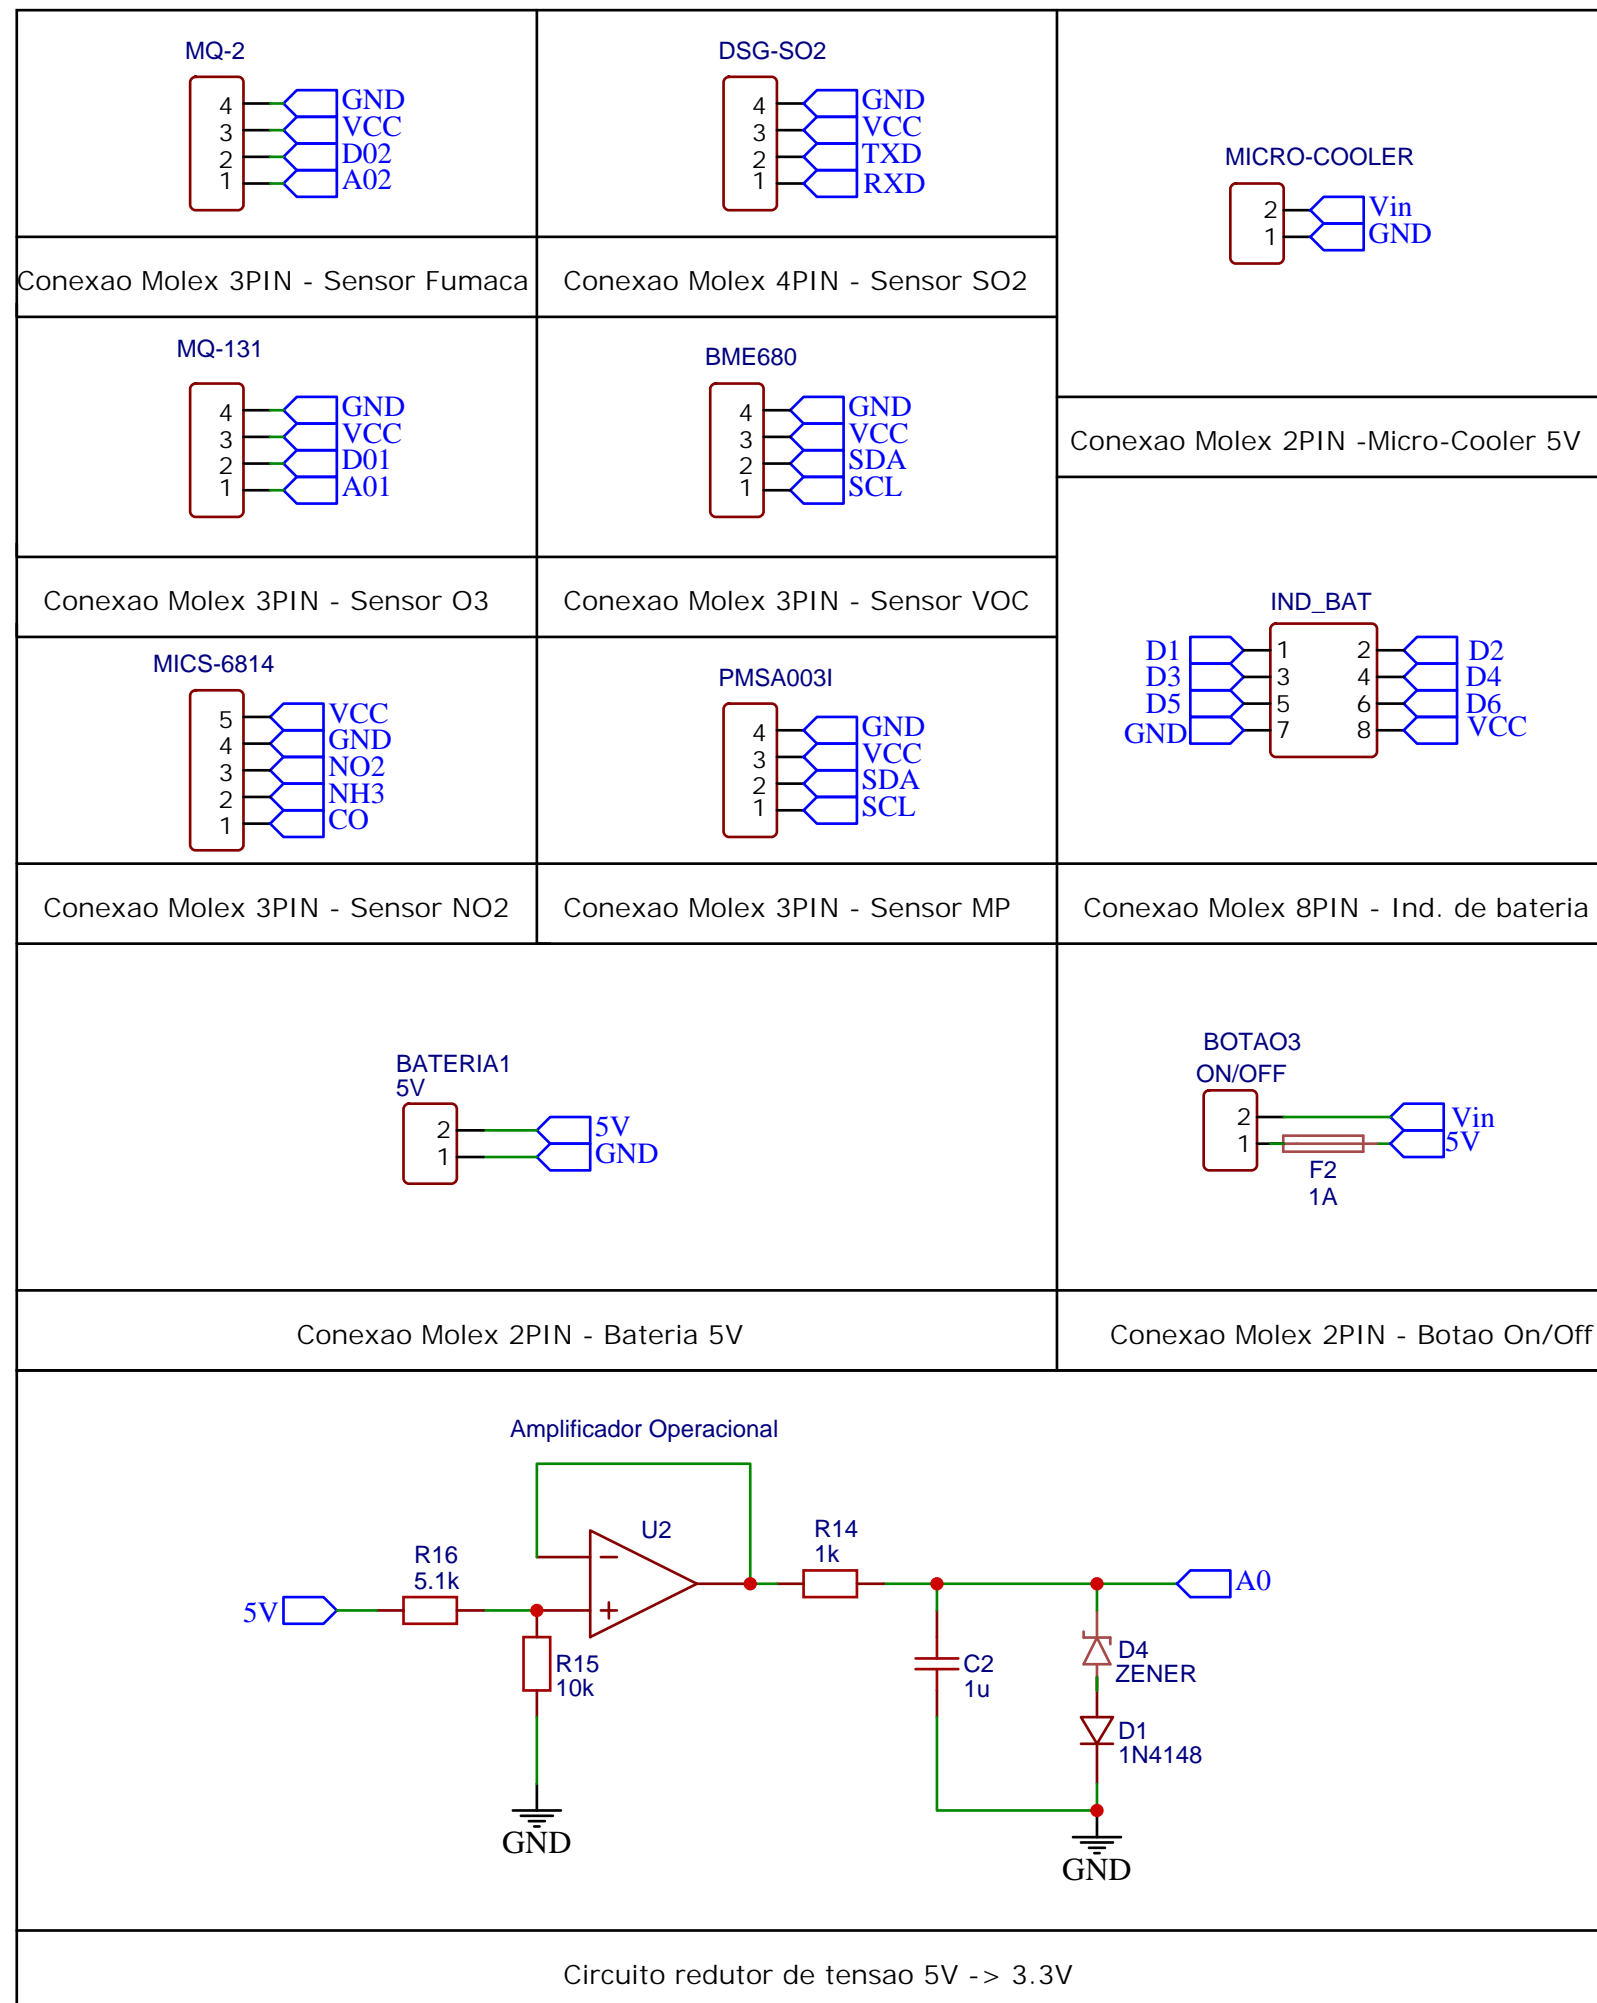 MQ-2
4 GND
3 VCC
2 D02
1 A02
Conexao Molex 3PIN - Sensor Fumaca
DSG-SO2
4 GND
3 VCC
2 TXD
1 RXD
Conexao Molex 4PIN - Sensor SO2
MICRO-COOLER
2 Vin
1 GND
Conexao Molex 2PIN -Micro-Cooler 5V
MQ-131
4 GND
3 VCC
2 D01
1 A01
Conexao Molex 3PIN - Sensor O3
BME680
4 GND
3 VCC
2 SDA
1 SCL
Conexao Molex 3PIN - Sensor VOC
IND_BAT
D1 1 2 D2
D3 3 4 D4
D5 5 6 D6
GND 7 8 VCC
Conexao Molex 8PIN - Ind. de bateria
MICS-6814
5 VCC
4 GND
3 NO2
2 NH3
1 CO
Conexao Molex 3PIN - Sensor NO2
PMSA003I
4 GND
3 VCC
2 SDA
1 SCL
Conexao Molex 3PIN - Sensor MP
BATERIA1
5V
2 5V
1 GND
Conexao Molex 2PIN - Bateria 5V
BOTAO3
ON/OFF
2 Vin
1 5V
F2
1A
Conexao Molex 2PIN - Botao On/Off
Amplificador Operacional
U2
R14
1k
R16
5.1k
A0
5V
R15
10k
C2
1u
D4
ZENER
D1
1N4148
GND
GND
Circuito redutor de tensao 5V -> 3.3V